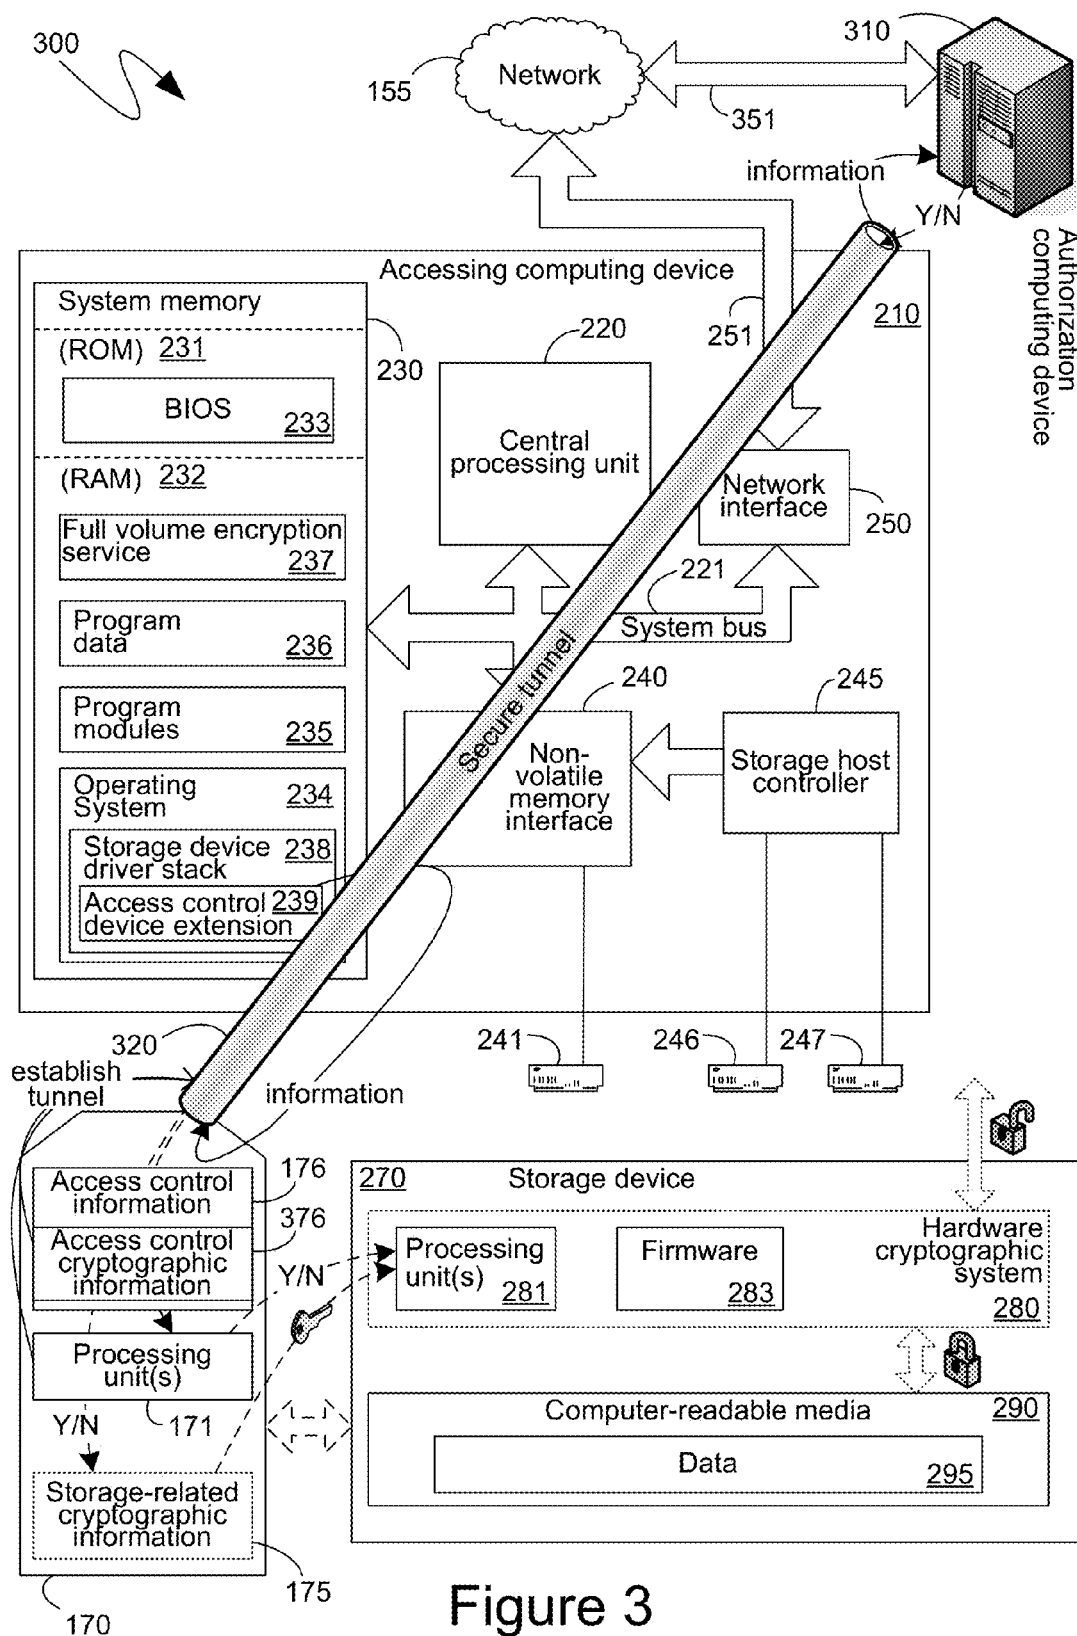 300
155
Network
351
310
information
Y/N
Authorization
computing device
Accessing computing device
210
251
System memory
230
(ROM) 231
BIOS
233
(RAM) 232
Full volume encryption
service
237
Program
data
236
Program
modules
235
Operating
System
234
Storage device
driver stack
238
Access control
device extension
239
220
Central
processing unit
Network
interface
250
221
System bus
Secure tunnel
240
Non-
volatile
memory
interface
245
Storage host
controller
241
246
247
320
establish
tunnel
information
Access control
information
176
Access control
cryptographic
information
376
Processing
unit(s)
171
Y/N
Y/N
Storage-related
cryptographic
information
175
170
270
Storage device
Processing
unit(s)
281
Firmware
283
Hardware
cryptographic
system
280
Computer-readable media
290
Data
295
Figure 3